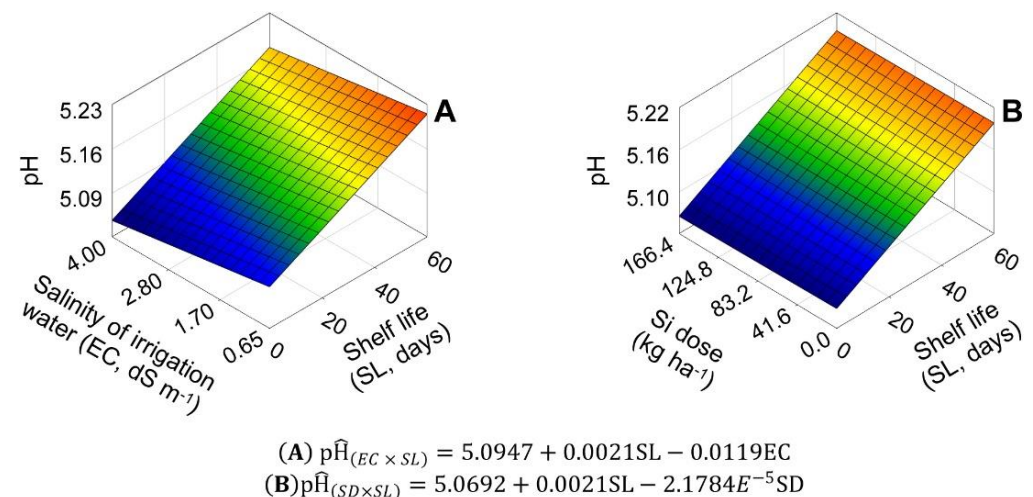 A
5.23
5.16
5.09
pH
4.00
2.80
1.70
0.65
Salinity of irrigation
water (EC, dS m⁻¹)
0
20
40
60
Shelf life
(SL, days)
B
5.22
5.16
5.10
pH
166.4
124.8
83.2
41.6
0.0
Si dose
(kg ha⁻¹)
0
20
40
60
Shelf life
(SL, days)
(A) pĤ(EC × SL) = 5.0947 + 0.0021SL − 0.0119EC
(B)pĤ(SD×SL) = 5.0692 + 0.0021SL − 2.1784E⁻⁵SD